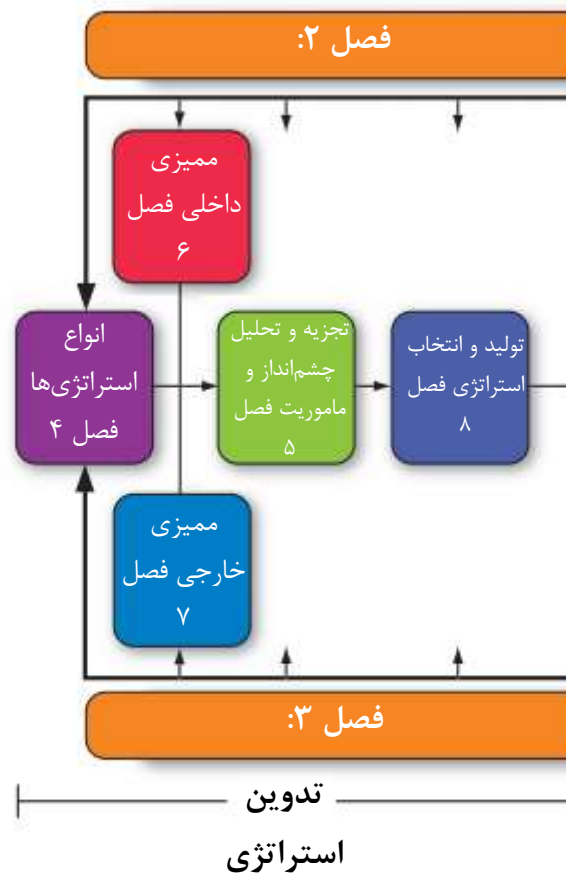 فصل ۲:
ممیزی
داخلی فصل
۶
انواع
استراتژی‌ها
فصل ۴
تجزیه و تحلیل
چشم‌انداز و
ماموریت فصل
۵
تولید و انتخاب
استراتژی فصل
۸
ممیزی
خارجی فصل
۷
فصل ۳:
تدوین
استراتژی